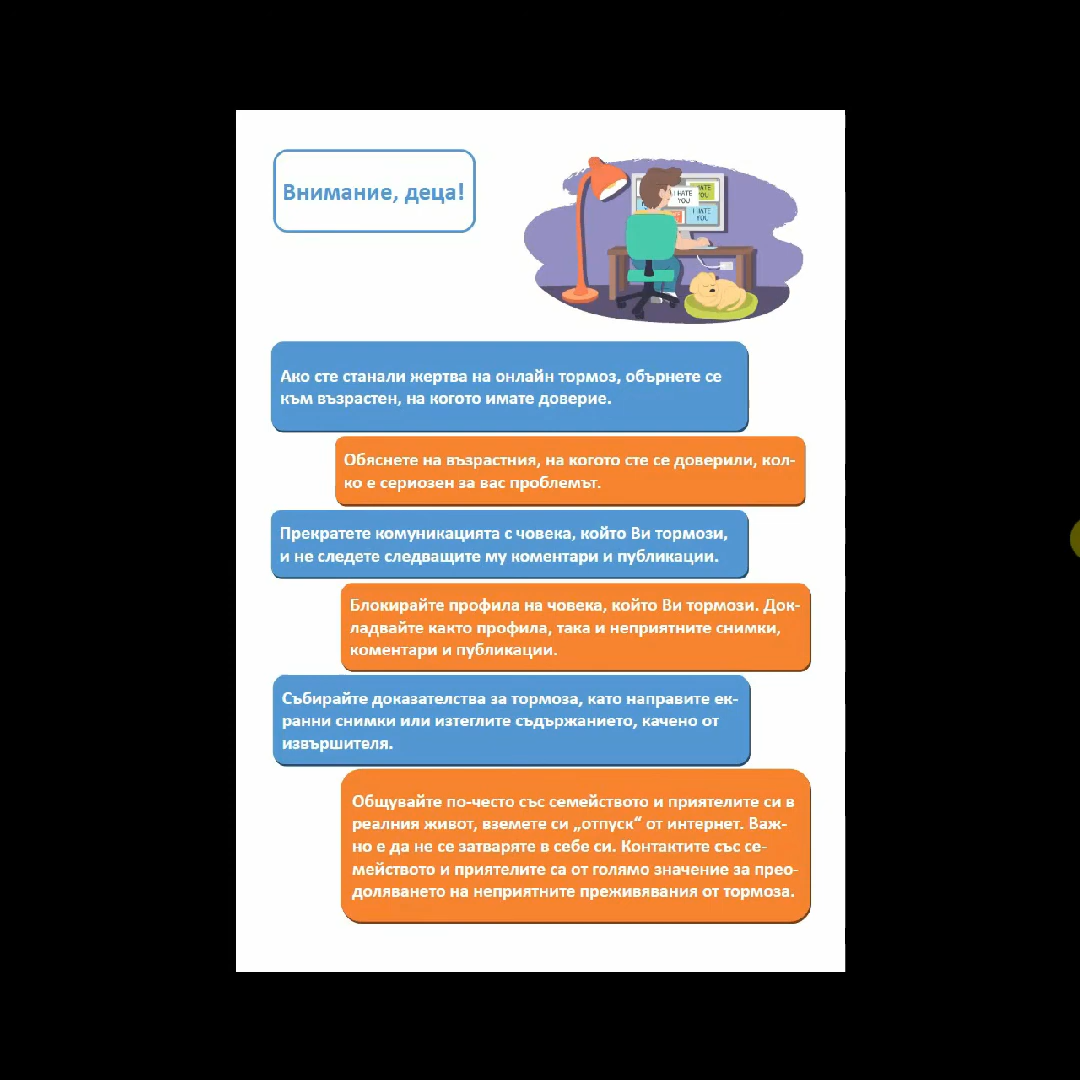 Внимание, деца!
I HATE
YOU
HATE
YOU
I HATE
YOU
Ако сте станали жертва на онлайн тормоз, обърнете се
към възрастен, на когото имате доверие.
Обяснете на възрастния, на когото сте се доверили, кол-
ко е сериозен за вас проблемът.
Прекратете комуникацията с човека, който Ви тормози,
и не следете следващите му коментари и публикации.
Блокирайте профила на човека, който Ви тормози. Док-
ладвайте както профила, така и неприятните снимки,
коментари и публикации.
Събирайте доказателства за тормоза, като направите ек-
ранни снимки или изтеглите съдържанието, качено от
извършителя.
Общувайте по-често със семейството и приятелите си в
реалния живот, вземете си „отпуск“ от интернет.Важ-
но е да не се затваряте в себе си. Контактите със се-
мейството и приятелите са от голямо значение за прео-
доляването на неприятните преживявания от тормоза.